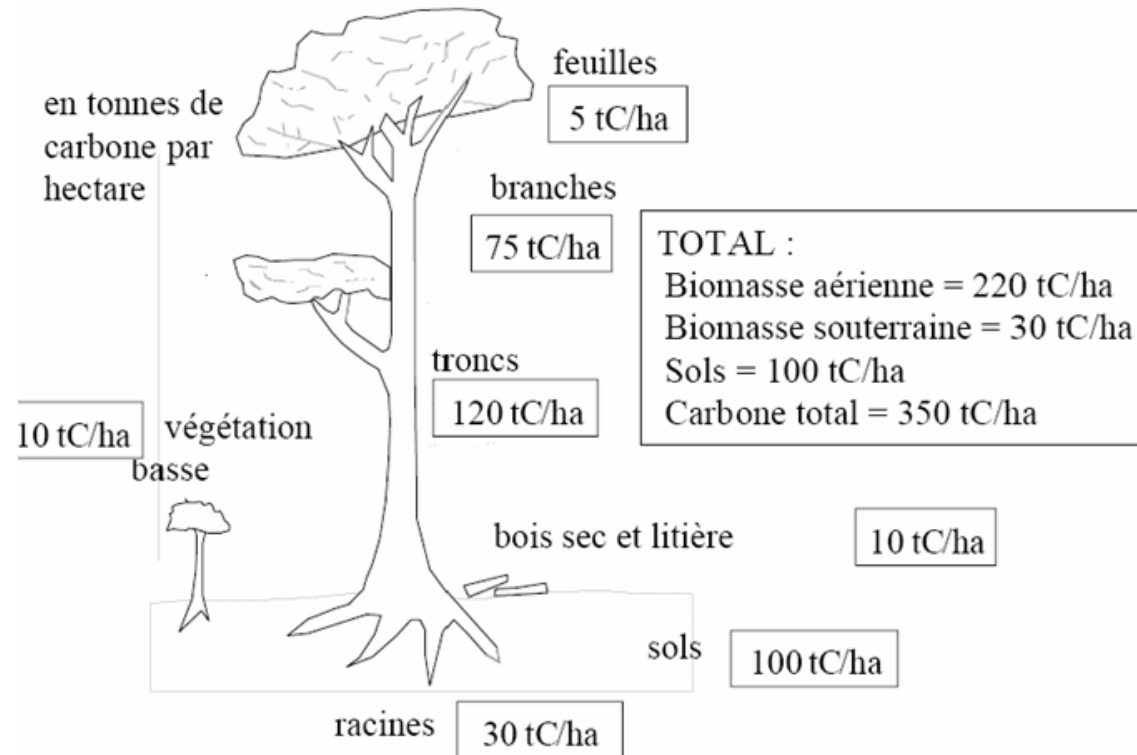 feuilles
5 tC/ha
en tonnes de
carbone par
hectare
branches
75 tC/ha
TOTAL :
Biomasse aérienne = 220 tC/ha
Biomasse souterraine = 30 tC/ha
Sols = 100 tC/ha
Carbone total = 350 tC/ha
troncs
120 tC/ha
10 tC/ha
végétation
basse
bois sec et litière
10 tC/ha
sols
100 tC/ha
racines
30 tC/ha